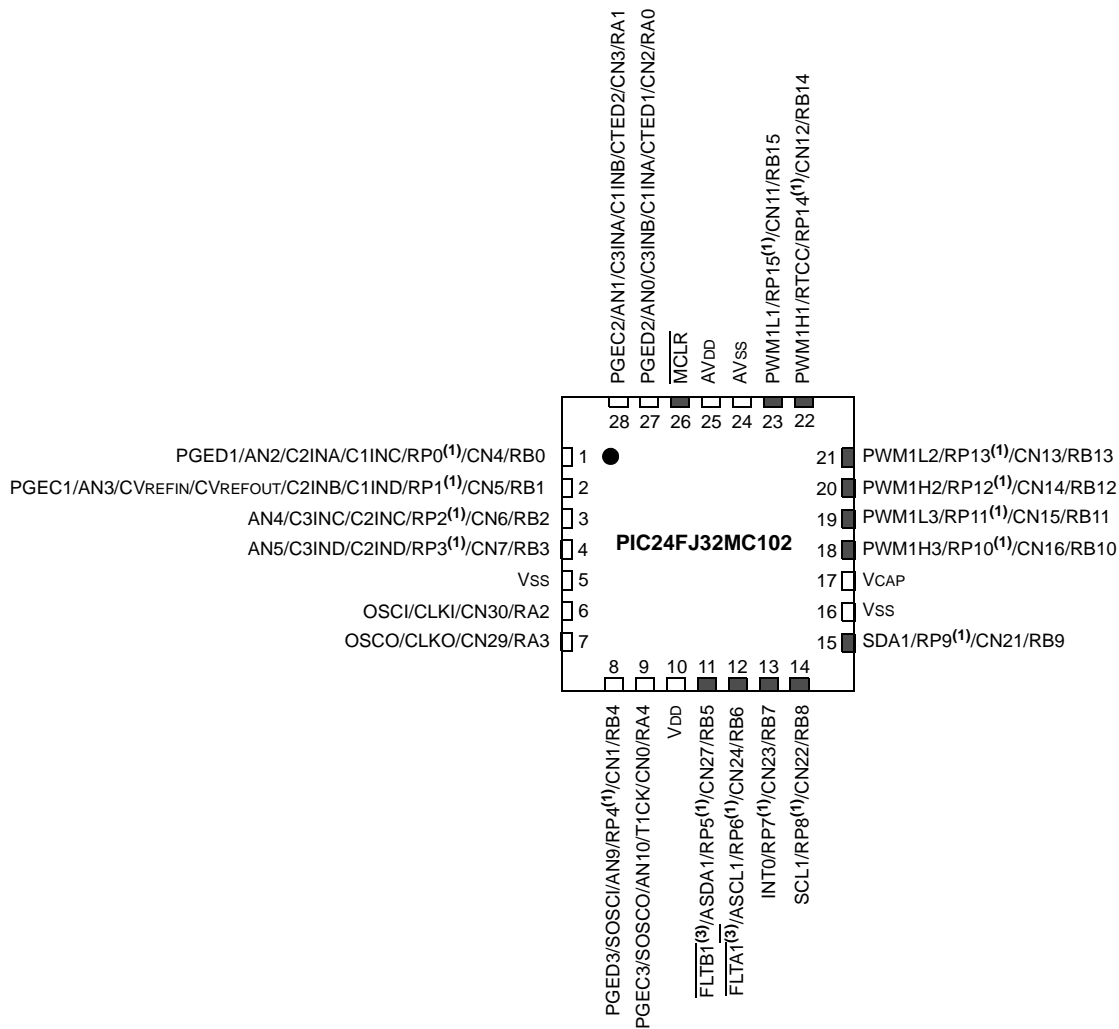 PGEC2/AN1/C3INA/C1INB/CTED2/CN3/RA1
PGED2/AN0/C3INB/C1INA/CTED1/CN2/RA0
MCLR
AVDD
AVSS
PWM1L1/RP15(1)/CN11/RB15
PWM1H1/RTCC/RP14(1)/CN12/RB14
28 27 26 25 24 23 22
PGED1/AN2/C2INA/C1INC/RP0(1)/CN4/RB0 1
PGEC1/AN3/CVREFIN/CVREFOUT/C2INB/C1IND/RP1(1)/CN5/RB1 2
AN4/C3INC/C2INC/RP2(1)/CN6/RB2 3
AN5/C3IND/C2IND/RP3(1)/CN7/RB3 4
VSS 5
OSCI/CLKI/CN30/RA2 6
OSCO/CLKO/CN29/RA3 7
PIC24FJ32MC102
21 PWM1L2/RP13(1)/CN13/RB13
20 PWM1H2/RP12(1)/CN14/RB12
19 PWM1L3/RP11(1)/CN15/RB11
18 PWM1H3/RP10(1)/CN16/RB10
17 VCAP
16 VSS
15 SDA1/RP9(1)/CN21/RB9
8 9 10 11 12 13 14
PGED3/SOSCI/AN9/RP4(1)/CN1/RB4
PGEC3/SOSCO/AN10/T1CK/CN0/RA4
VDD
FLTB1(3)/ASDA1/RP5(1)/CN27/RB5
FLTA1(3)/ASCL1/RP6(1)/CN24/RB6
INT0/RP7(1)/CN23/RB7
SCL1/RP8(1)/CN22/RB8